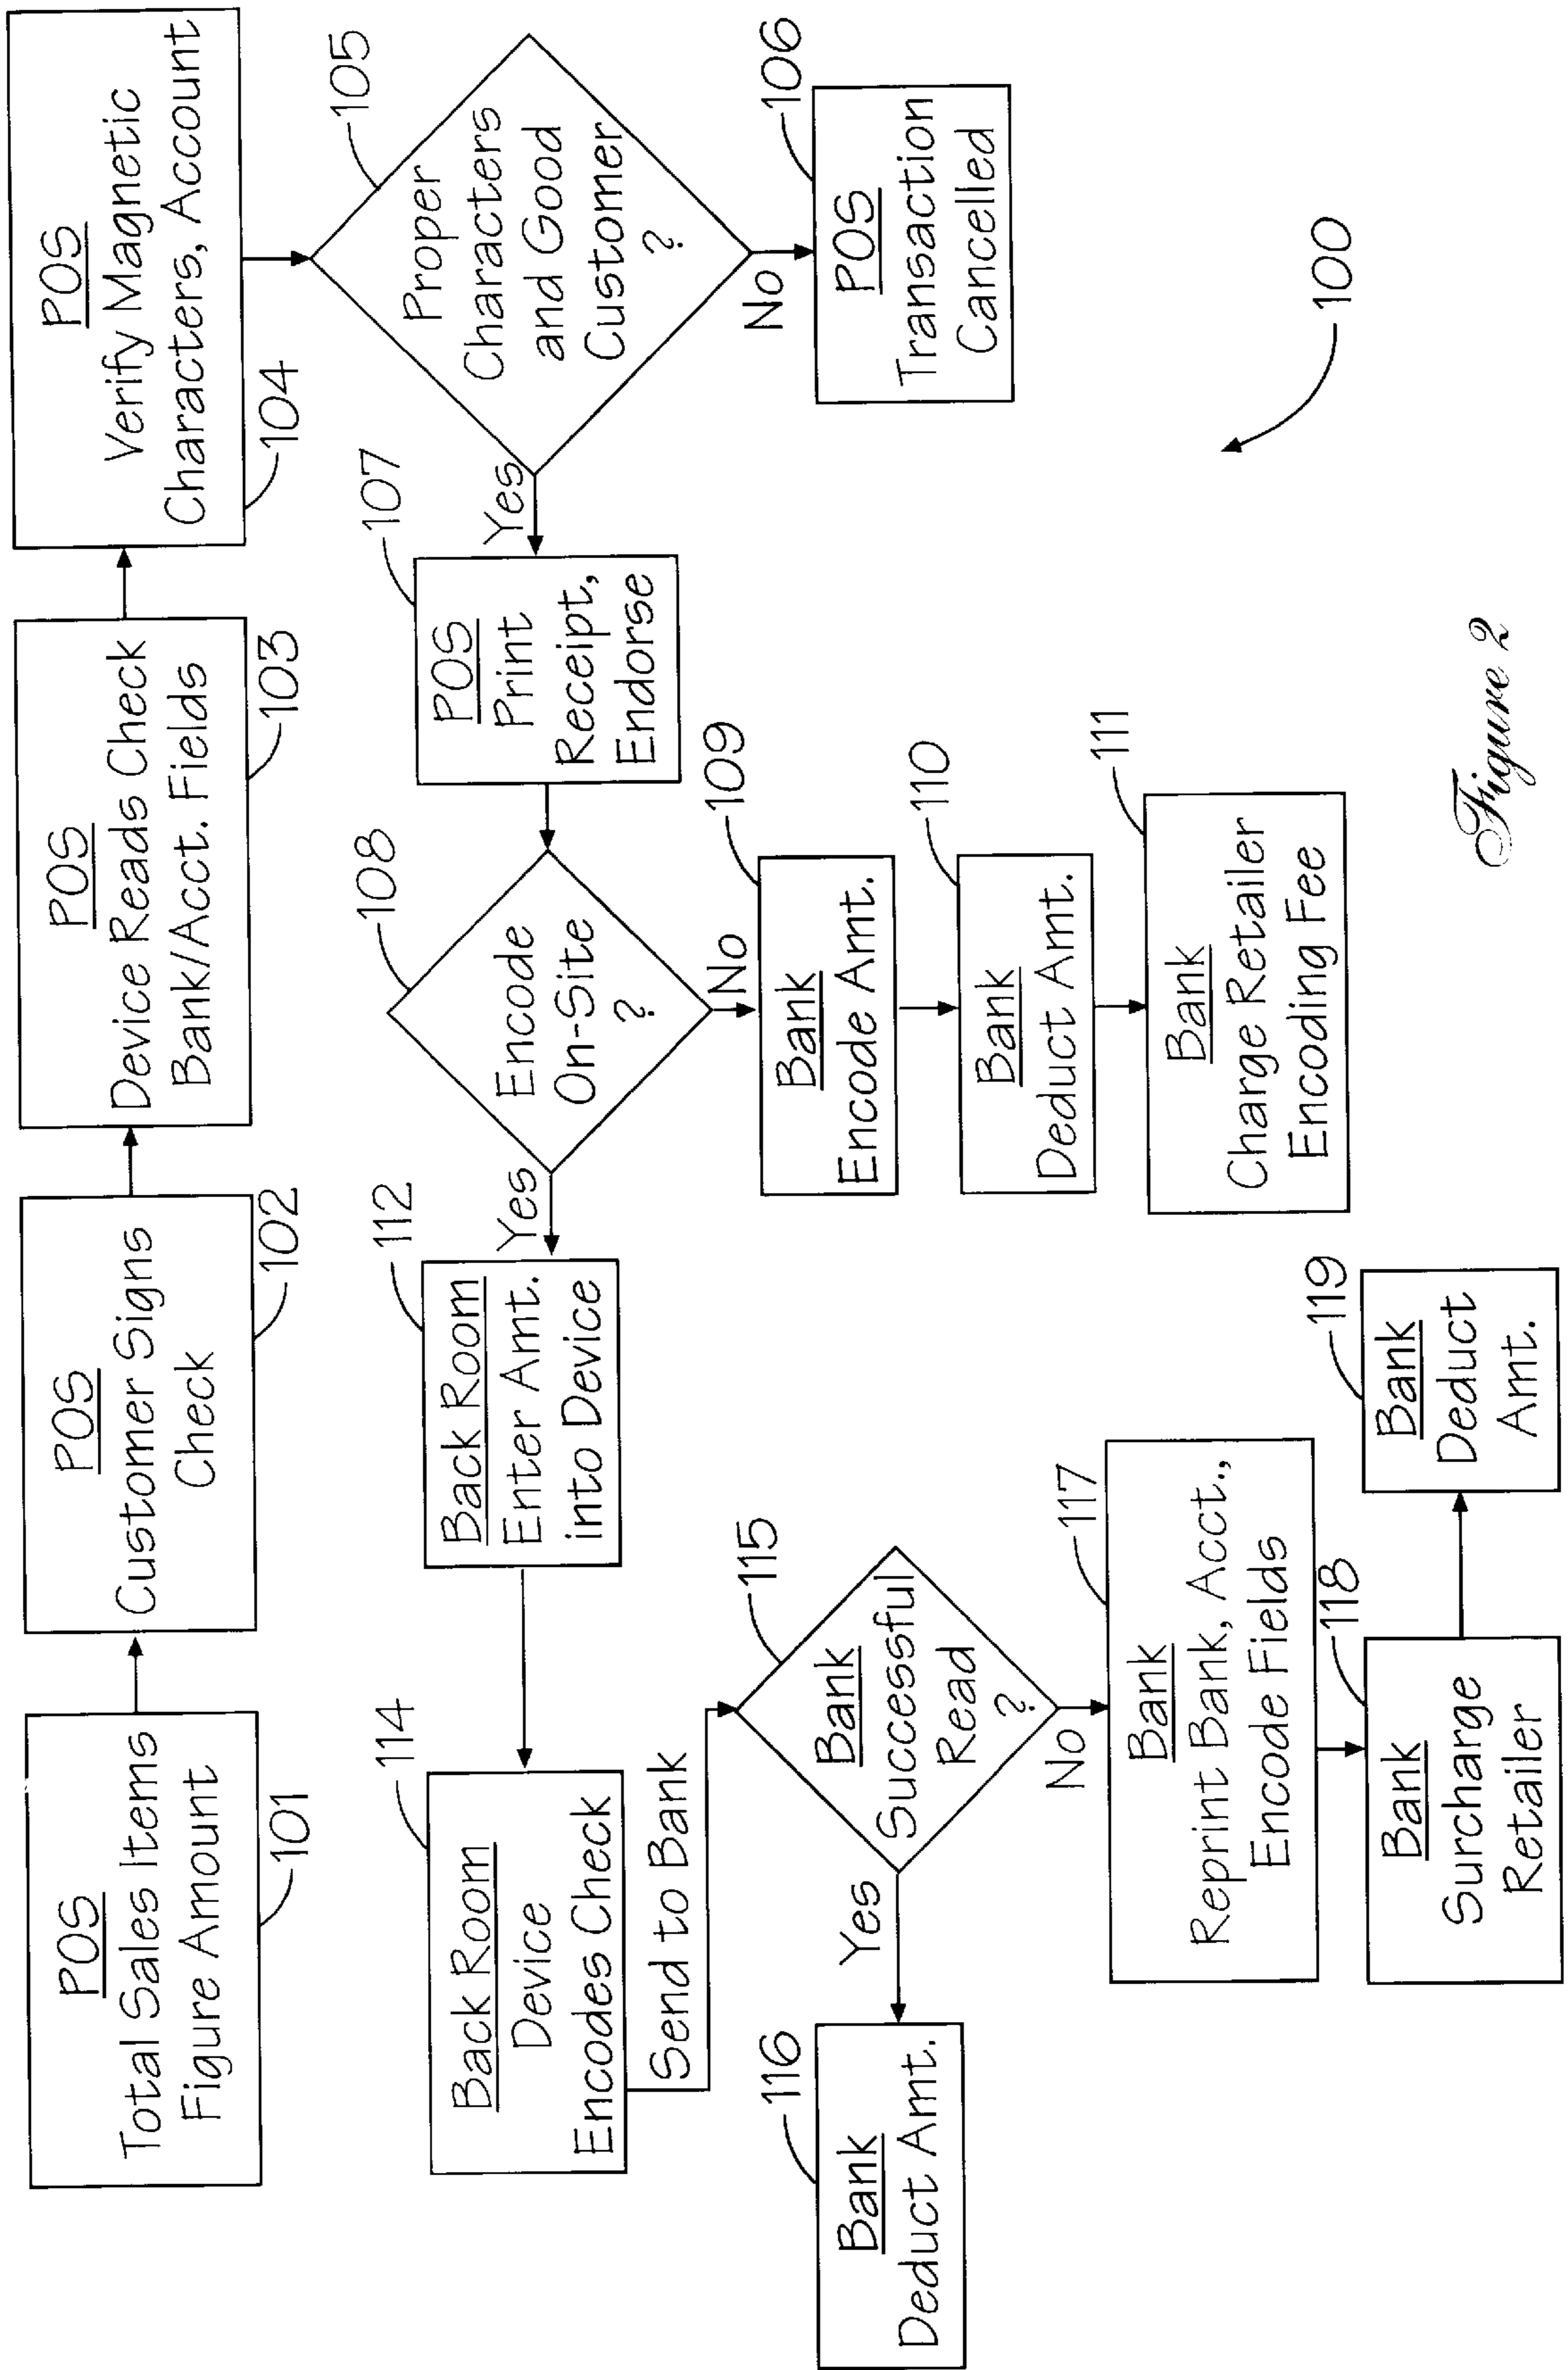 POS
Total Sales Items
Figure Amount
101
POS
Customer Signs
Check
102
POS
Device Reads Check
Bank/Acct. Fields
103
POS
Verify Magnetic
Characters, Account
104
105
Proper
Characters
and Good
Customer
?
No
106
POS
Transaction
Cancelled
Yes
107
POS
Print
Receipt,
Endorse
108
Encode
On-Site
?
No
109
Bank
Encode Amt.
110
Bank
Deduct Amt.
111
Bank
Charge Retailer
Encoding Fee
Yes
112
Back Room
Enter Amt.
into Device
114
Back Room
Device
Encodes Check
Send to Bank
115
Bank
Successful
Read
?
Yes
116
Bank
Deduct Amt.
No
117
Bank
Reprint Bank, Acct.,
Encode Fields
118
Bank
Surcharge
Retailer
119
Bank
Deduct
Amt.
100
Figure 2